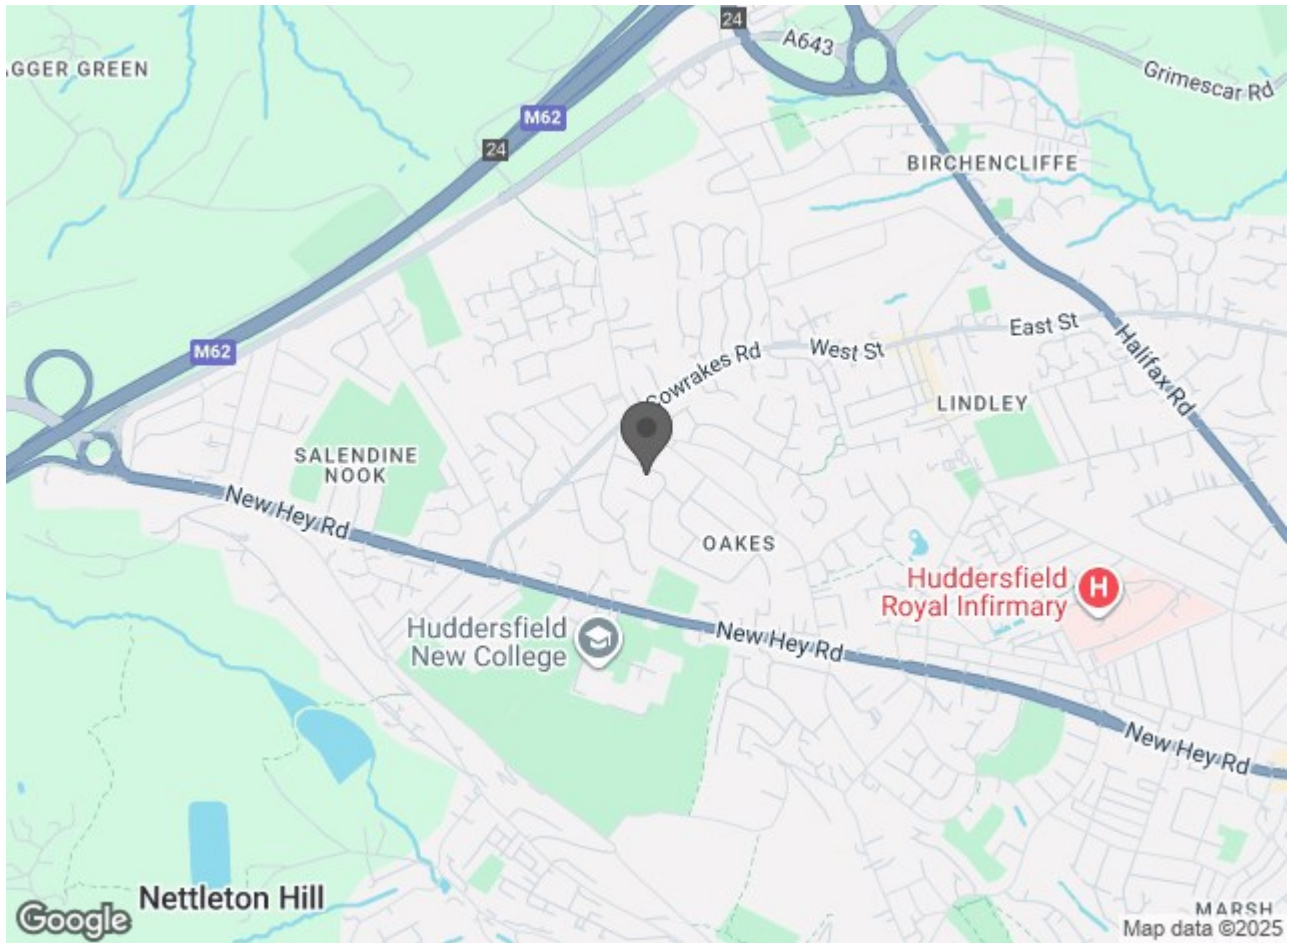 24
A643
AGGER GREEN
Grimescar Rd
M62
24
BIRCHENCLIFFE
East St
M62
West St
Cowrakes Rd
Halifax Rd
LINDLEY
SALENDINE
NOOK
New Hey Rd
OAKES
Huddersfield
Royal Infirmary
H
Huddersfield
New College
New Hey Rd
New Hey Rd
Nettleton Hill
MARSH
Google
Map data ©2025